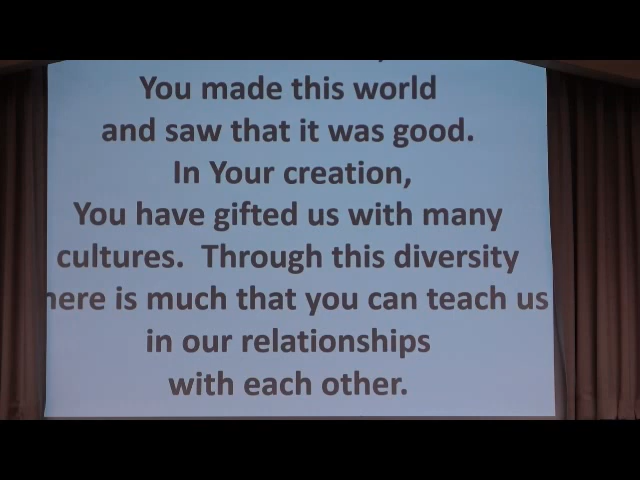 You made this world
and saw that it was good.
In Your creation,
You have gifted us with many
cultures. Through this diversity
is much that you can teach us
in our relationships
with each other.